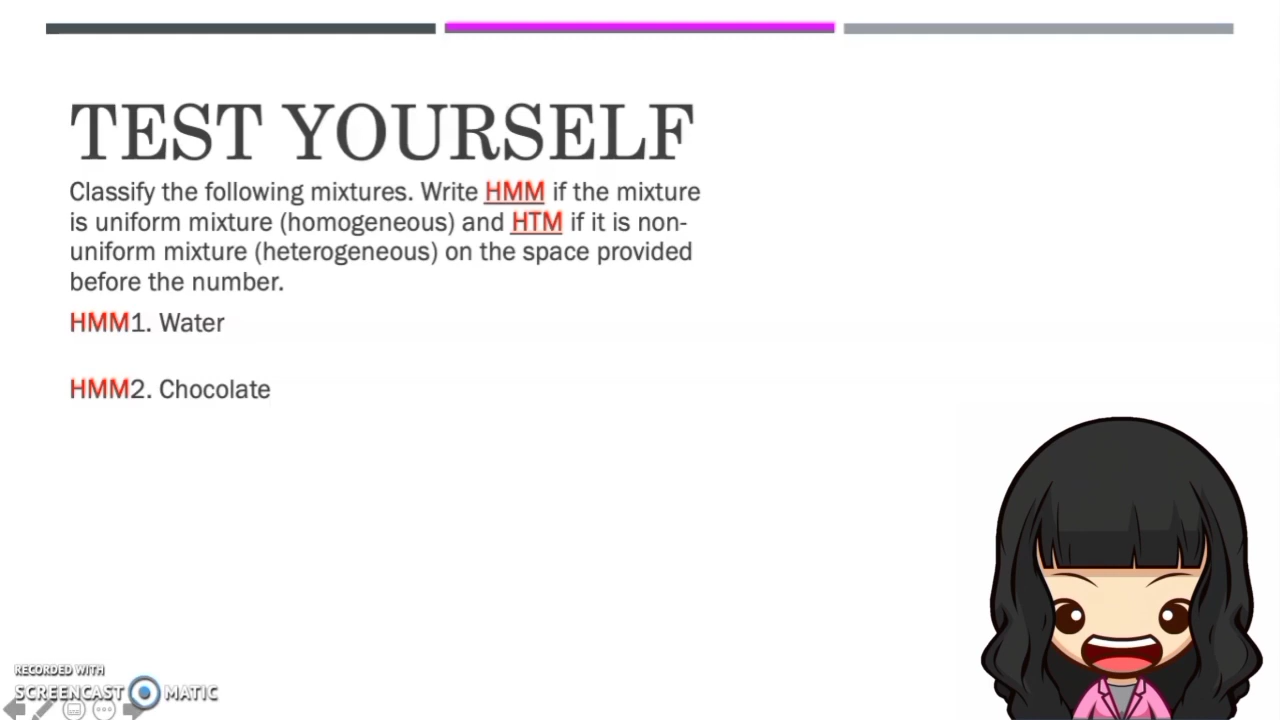 TEST YOURSELF
Classify the following mixtures. Write HMM if the mixture
is uniform mixture (homogeneous) and HTM if it is non-
uniform mixture (heterogeneous) on the space provided
before the number.
HMM1. Water
HMM2. Chocolate
RECORDED WITH
SCREENCAST MATIC